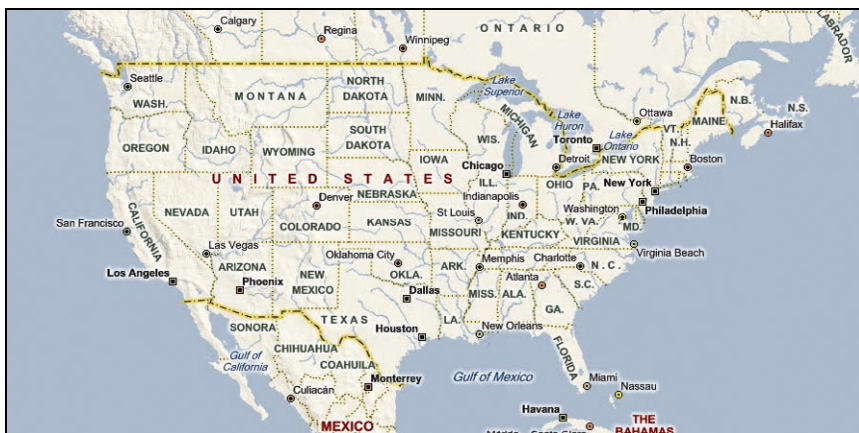 Calgary
Regina
Winnipeg
ONTARIO
LABRADOR
Seattle
WASH.
MONTANA
NORTH
DAKOTA
MINN.
Lake
Superior
MICHIGAN
Lake
Huron
Ottawa
N.B.
N.S.
MAINE
Halifax
OREGON
IDAHO
WYOMING
SOUTH
DAKOTA
WIS.
Toronto
Lake
Ontario
VT.
N.H.
IOWA
Chicago
Detroit
NEW YORK
Boston
UNITED STATES
NEBRASKA
ILL.
OHIO
PA.
New York
NEVADA
UTAH
Denver
COLORADO
KANSAS
St Louis
MISSOURI
Indianapolis
IND.
KENTUCKY
Washington
W. VA.
MD.
Philadelphia
San Francisco
CALIFORNIA
VIRGINIA
Virginia Beach
Las Vegas
ARIZONA
Oklahoma City
OKLA.
ARK.
Memphis
Charlotte
N. C.
Los Angeles
Phoenix
NEW
MEXICO
Dallas
MISS.
ALA.
Atlanta
S.C.
GA.
TEXAS
LA.
Houston
New Orleans
SONORA
CHIHUAHUA
FLORIDA
Gulf of
California
COAHUILA
Monterrey
Culiacán
Gulf of Mexico
Miami
Nassau
Havana
MEXICO
THE
BAHAMAS
Mérida
Santa Clara